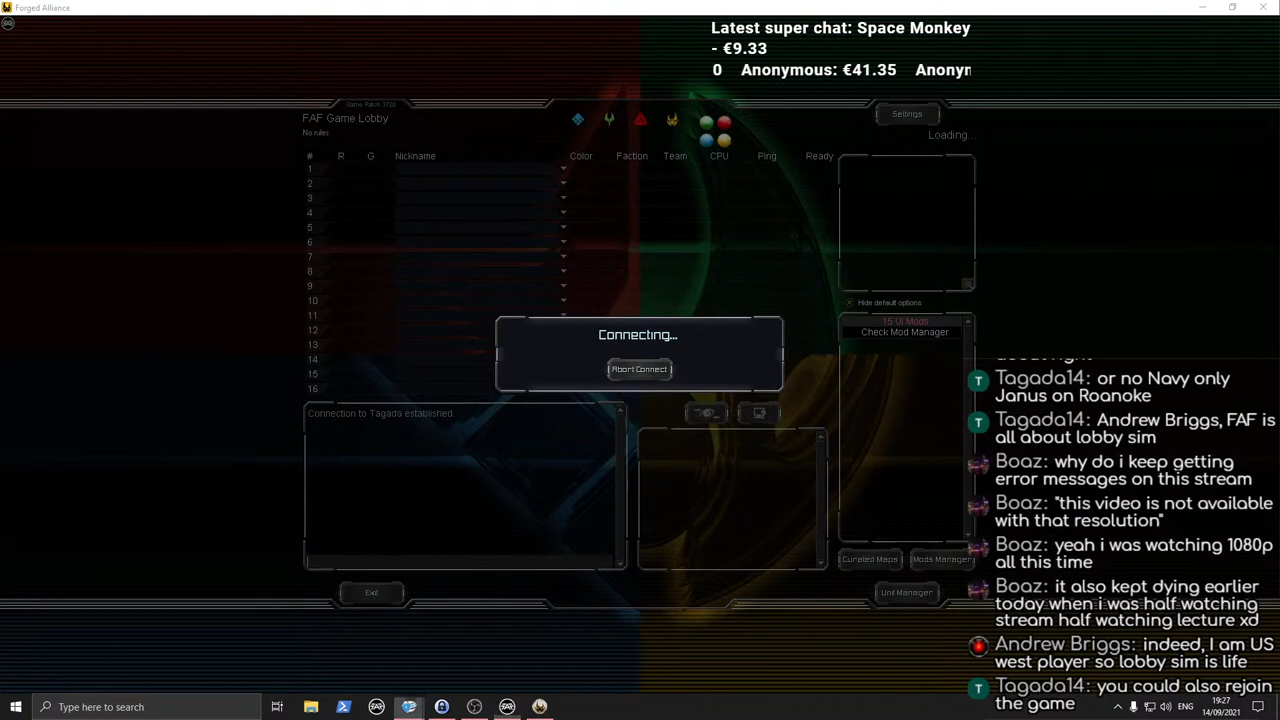 Forged Alliance
Latest super chat: Space Monkey
- €9.33
0 Anonymous: €41.35 Anonyn
Game Patch 3728
FAF Game Lobby
No rules
Settings
Loading...
# R G Nickname Color Faction Team CPU Ping Ready
1
2
3
4
5
6
7
8
9
10
11
12
13
14
15
16
Hide default options
15 UI Mods
Check Mod Manager
Connecting...
Abort Connect
Connection to Tagada established.
Curated Maps
Mods Manager
Exit
Unit Manager
about right
Tagada14: or no Navy only
Janus on Roanoke
Tagada14: Andrew Briggs, FAF is
all about lobby sim
Boaz: why do i keep getting
error messages on this stream
Boaz: "this video is not available
with that resolution"
Boaz: yeah i was watching 1080p
all this time
Boaz: it also kept dying earlier
today when i was half watching
stream half watching lecture xd
Andrew Briggs: indeed, I am US
west player so lobby sim is life
Tagada14: you could also rejoin
the game
Type here to search
ENG
19:27
14/09/2021